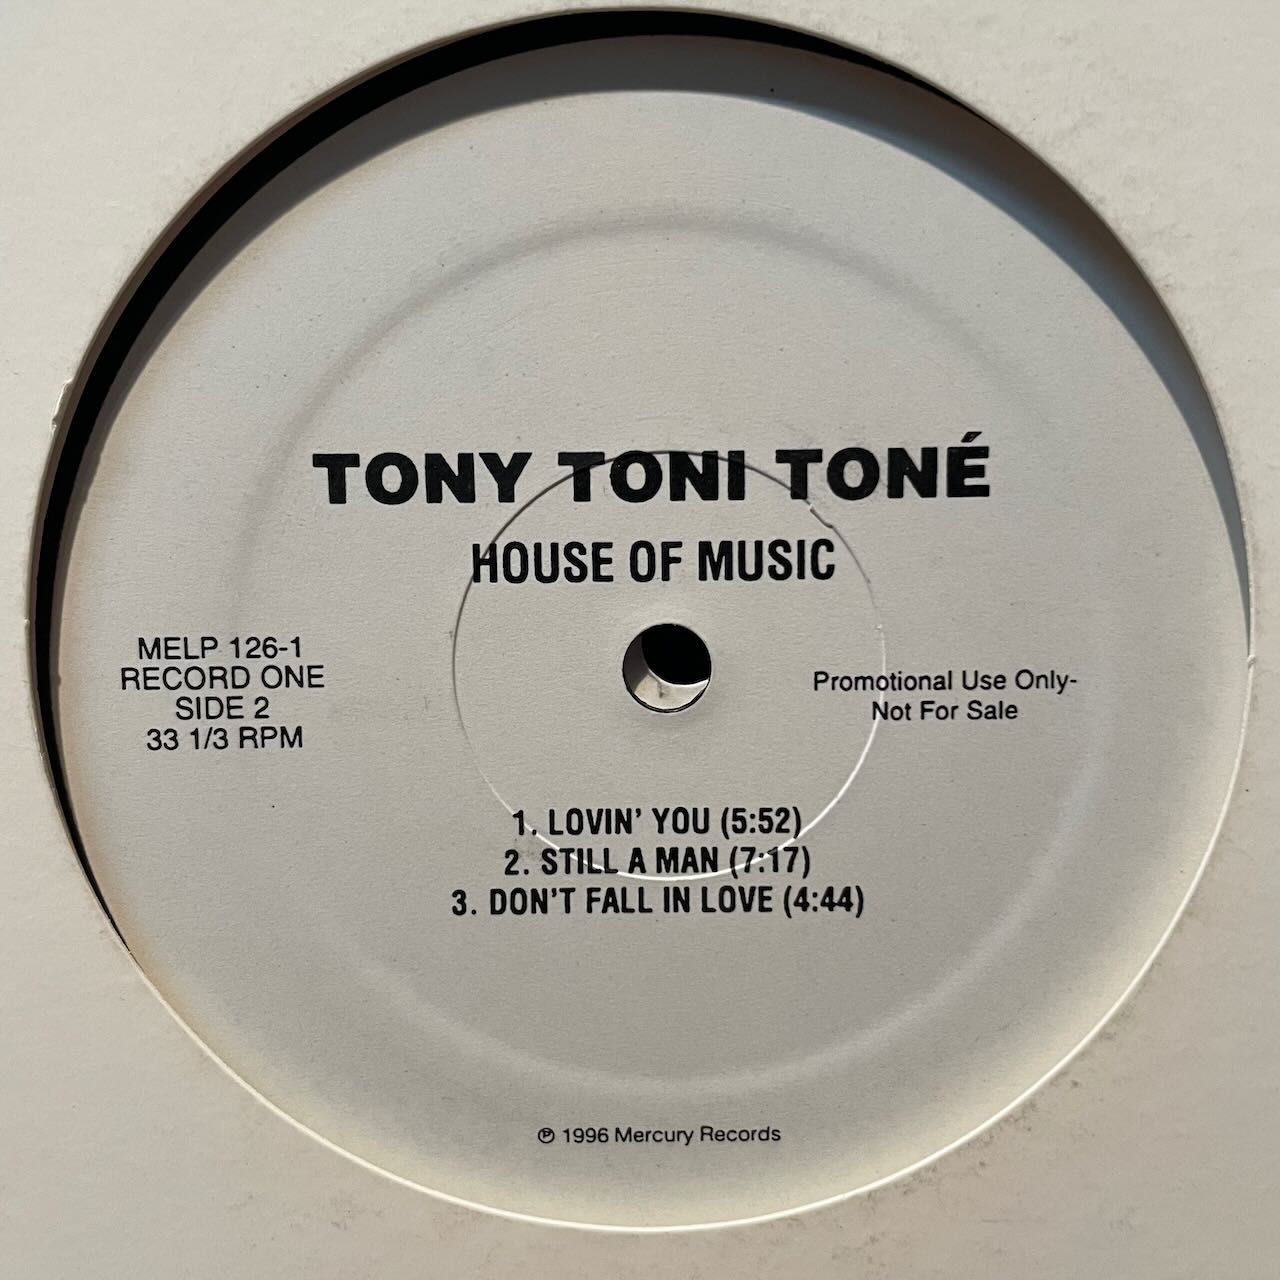 TONY TONI TONÉ
HOUSE OF MUSIC
MELP 126-1
RECORD ONE
SIDE 2
33 1/3 RPM
Promotional Use Only-
Not For Sale
1. LOVIN' YOU (5:52)
2. STILL A MAN (7:17)
3. DON'T FALL IN LOVE (4:44)
℗ 1996 Mercury Records